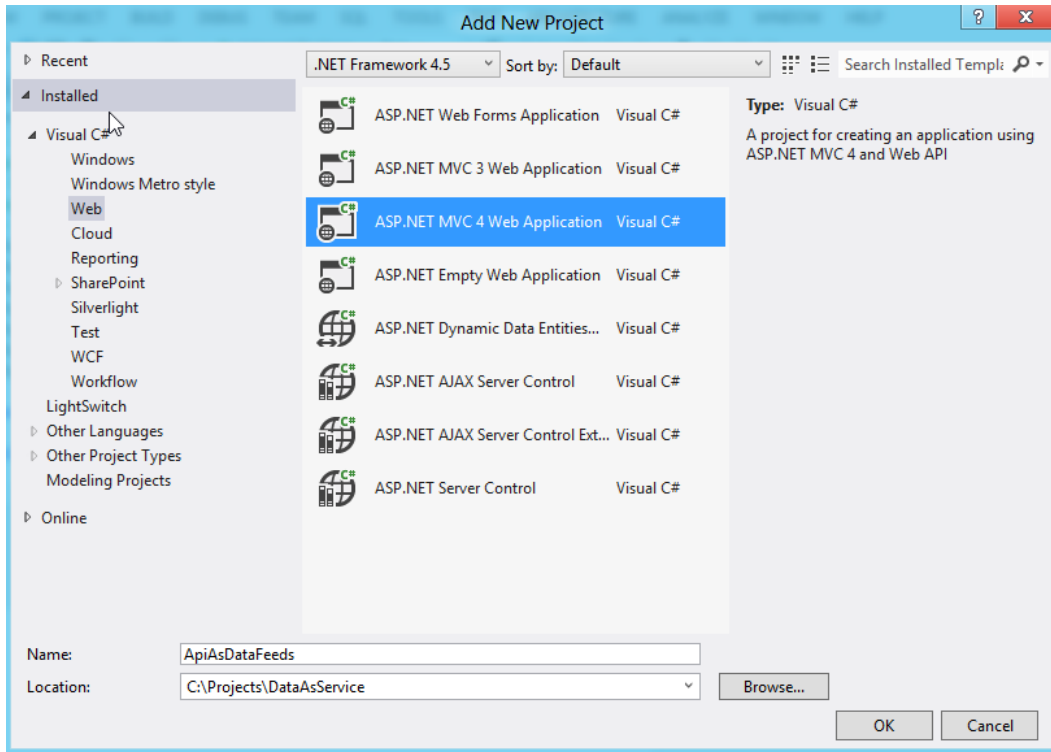 Add New Project
Recent
.NET Framework 4.5 Sort by: Default Search Installed Templa
Installed
Visual C#
Windows
Windows Metro style
Web
Cloud
Reporting
SharePoint
Silverlight
Test
WCF
Workflow
LightSwitch
Other Languages
Other Project Types
Modeling Projects
Online
C# ASP.NET Web Forms Application Visual C#
C# ASP.NET MVC 3 Web Application Visual C#
C# ASP.NET MVC 4 Web Application Visual C#
C# ASP.NET Empty Web Application Visual C#
C# ASP.NET Dynamic Data Entities... Visual C#
C# ASP.NET AJAX Server Control Visual C#
C# ASP.NET AJAX Server Control Ext... Visual C#
C# ASP.NET Server Control Visual C#
Type: Visual C#
A project for creating an application using
ASP.NET MVC 4 and Web API
Name: ApiAsDataFeeds
Location: C:\Projects\DataAsService Browse...
OK Cancel